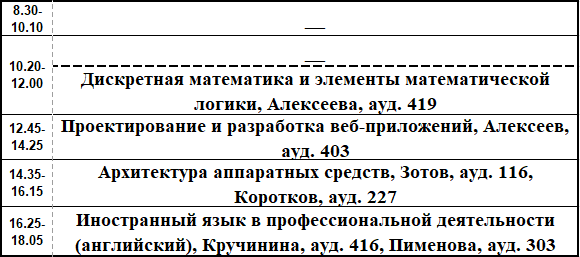 8.30-
10.10
—
—
10.20-
12.00
Дискретная математика и элементы математической
логики, Алексеева, ауд. 419
12.45-
14.25
Проектирование и разработка веб-приложений, Алексеев,
ауд. 403
14.35-
16.15
Архитектура аппаратных средств, Зотов, ауд. 116,
Коротков, ауд. 227
16.25-
18.05
Иностранный язык в профессиональной деятельности
(английский), Кручинина, ауд. 416, Пименова, ауд. 303